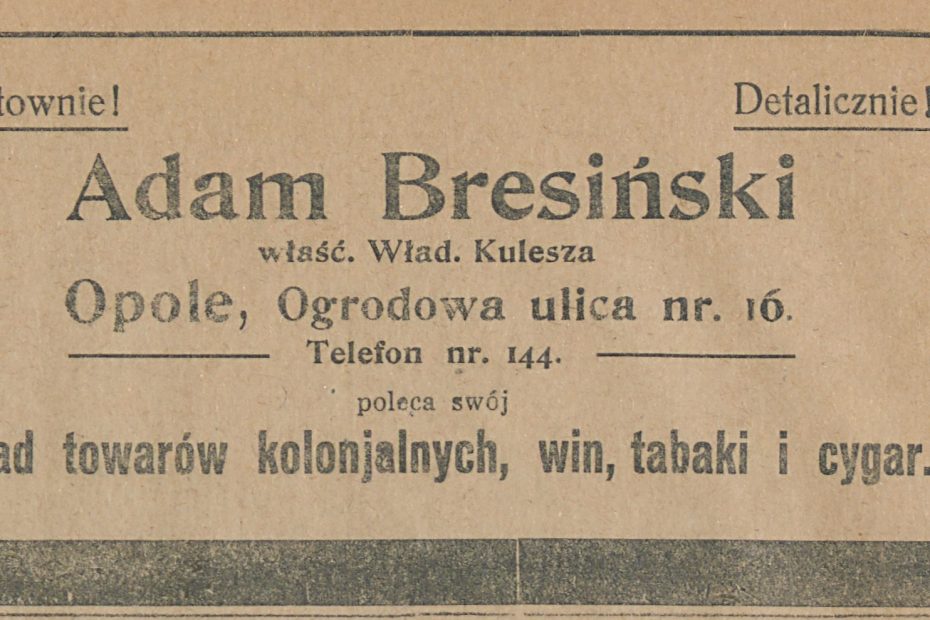 townie! Detalicznie!
Adam Bresiński
właść. Wład. Kulesza
Opole, Ogrodowa ulica nr. 16.
Telefon nr. 144.
poleca swój
ad towarów kolonjalnych, win, tabaki i cygar.